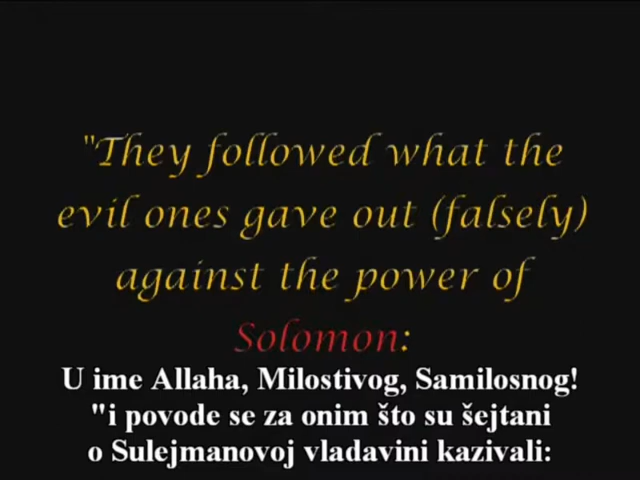 "They followed what the
evil ones gave out (falsely)
against the power of
Solomon:
U ime Allaha, Milostivog, Samilosnog!
"i povode se za onim što su šejtani
o Sulejmanovoj vladavini kazivali: